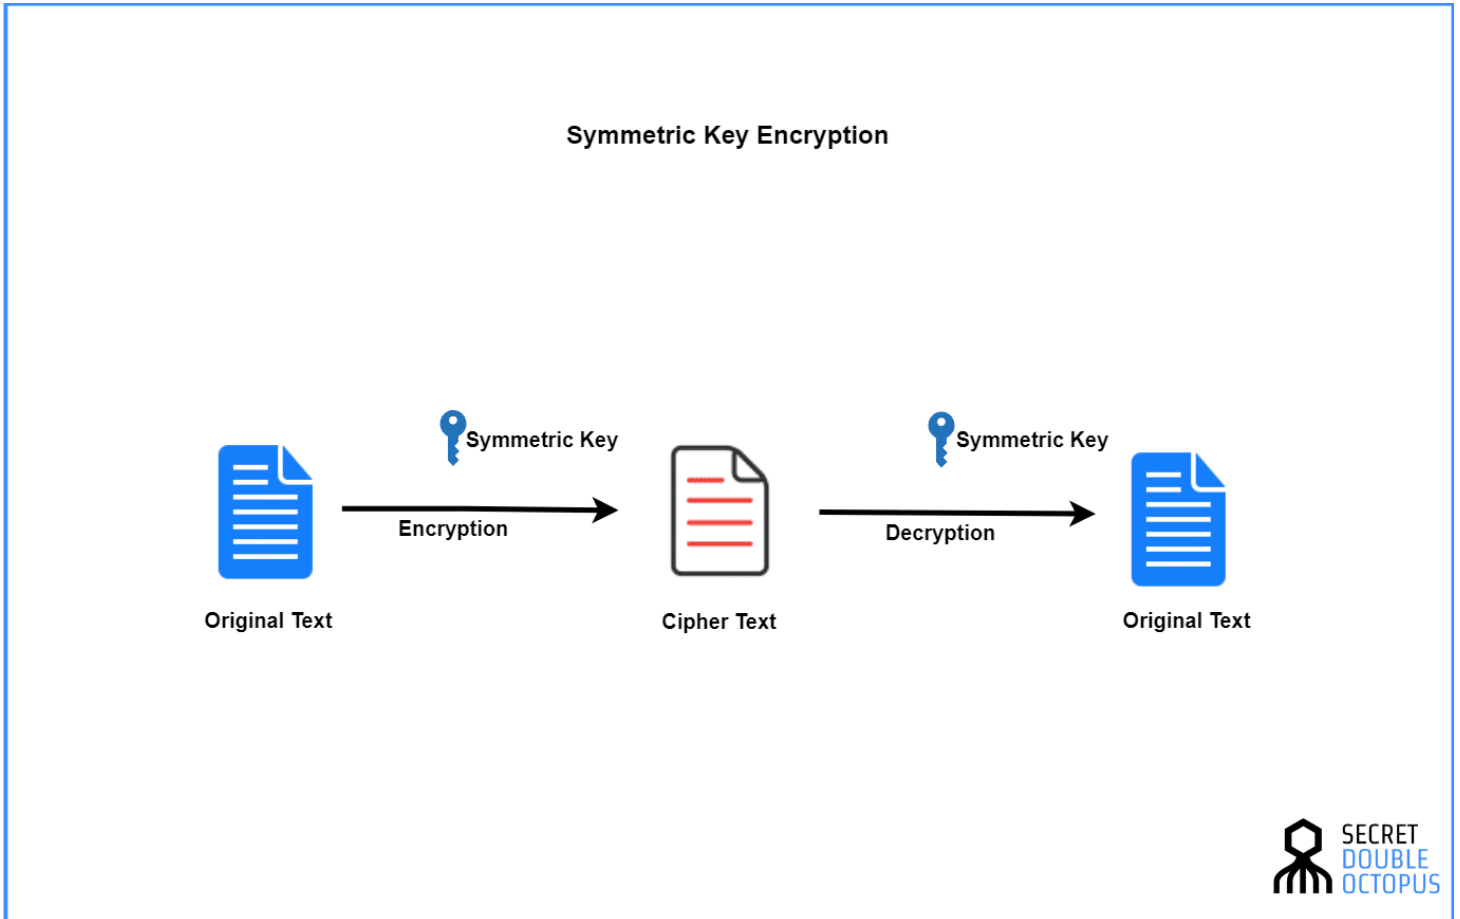 Symmetric Key Encryption
Symmetric Key
Symmetric Key
Encryption
Decryption
Original Text
Cipher Text
Original Text
SECRET
DOUBLE
OCTOPUS